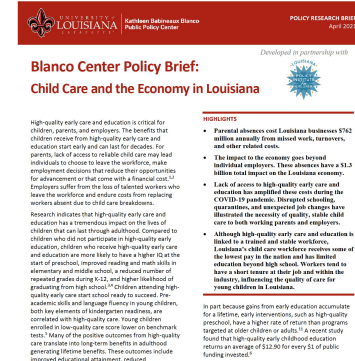 UNIVERSITY of
LOUISIANA
LAFAYETTE
Kathleen Babineaux Blanco
Public Policy Center
POLICY RESEARCH BRIEF
April 2021
Developed in partnership with
Blanco Center Policy Brief:
Child Care and the Economy in Louisiana
LOUISIANA
POLICY
INSTITUTE
High-quality early care and education is critical for
children, parents, and employers. The benefits that
children receive from high-quality early care and
education start early and can last for decades. For
parents, lack of access to reliable child care may lead
individuals to choose to leave the workforce, make
employment decisions that reduce their opportunities
for advancement or that come with a financial cost.
Employers suffer from the loss of talented workers who
leave the workforce and endure costs from replacing
workers absent due to child care breakdowns.
Research indicates that high-quality early care and
education has a tremendous impact on the lives of
children that can last through adulthood. Compared to
children who did not participate in high-quality early
education, children who receive high-quality early care
and education are more likely to have a higher IQ at the
start of preschool, improved reading and math skills in
elementary and middle school, a reduced number of
repeated grades during K-12, and higher likelihood of
graduating from high school. Children attending high-
quality early care start school ready to succeed. Pre-
academic skills and language fluency in young children,
both key elements of kindergarten readiness, are
correlated with high-quality care. Young children
enrolled in low-quality care score lower on benchmark
tests. Many of the positive outcomes from high-quality
care translate into long-term benefits in adulthood
generating lifetime benefits. These outcomes include
improved educational attainment, reduced
HIGHLIGHTS
• Parental absences cost Louisiana businesses $762
million annually from missed work, turnovers,
and other related costs.
• The impact to the economy goes beyond
individual employers. These absences have a $1.3
billion total impact on the Louisiana economy.
• Lack of access to high-quality early care and
education has amplified these costs during the
COVID-19 pandemic. Disrupted schooling,
quarantines, and unexpected job changes have
illustrated the necessity of quality, stable child
care to both working parents and employers.
• Although high-quality early care and education is
linked to a trained and stable workforce,
Louisiana's child care workforce receives some of
the lowest pay in the nation and has limited
education beyond high school. Workers tend to
have a short tenure at their job and within the
industry, influencing the quality of care for
young children in Louisiana.
In part because gains from early education accumulate
for a lifetime, early interventions, such as high-quality
preschool, have a higher rate of return than programs
targeted at older children or adults. A recent study
found that high-quality early childhood education
returns an average of $12.90 for every $1 of public
funding invested.